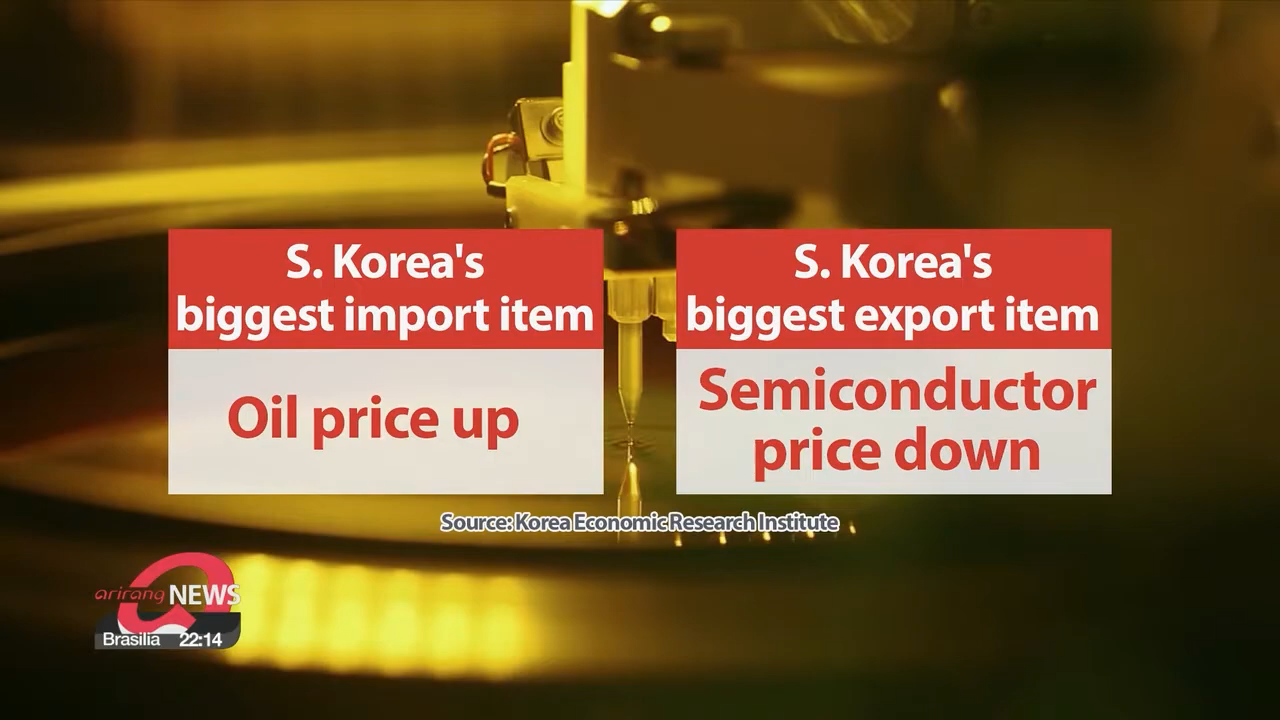 S. Korea's
biggest import item
Oil price up
S. Korea's
biggest export item
Semiconductor
price down
Source: Korea Economic Research Institute
arirang NEWS
Brasilia 22:14